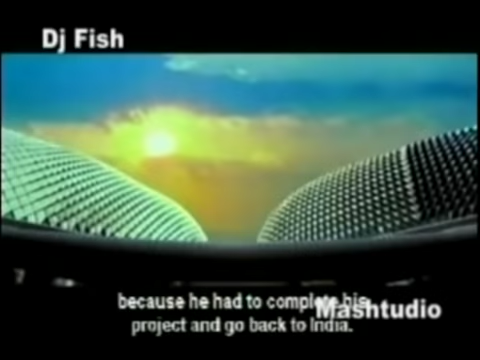 Dj Fish
because he had to complete his
Mashtudio
project and go back to India.